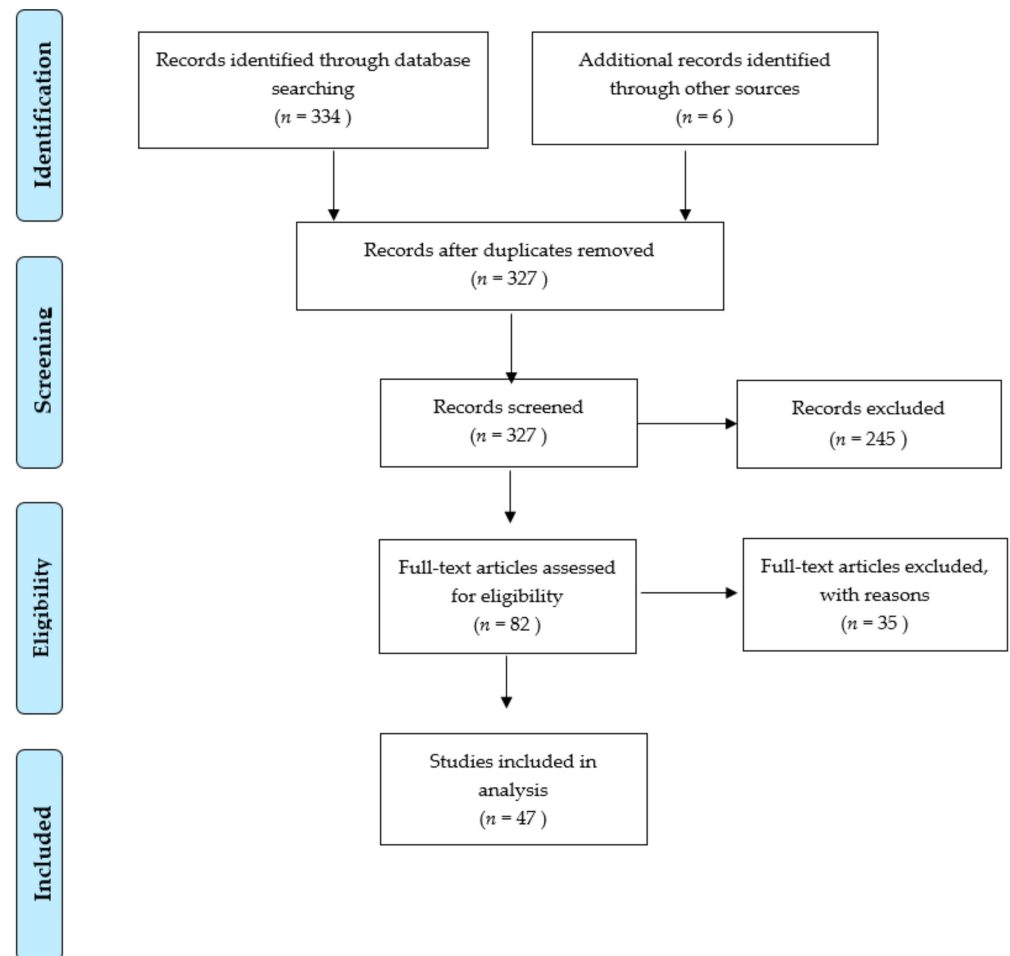 Identification
Records identified through database
searching
(n = 334 )
Additional records identified
through other sources
(n = 6 )
Records after duplicates removed
(n = 327 )
Screening
Records screened
(n = 327 )
Records excluded
(n = 245 )
Eligibility
Full-text articles assessed
for eligibility
(n = 82 )
Full-text articles excluded,
with reasons
(n = 35 )
Included
Studies included in
analysis
(n = 47 )